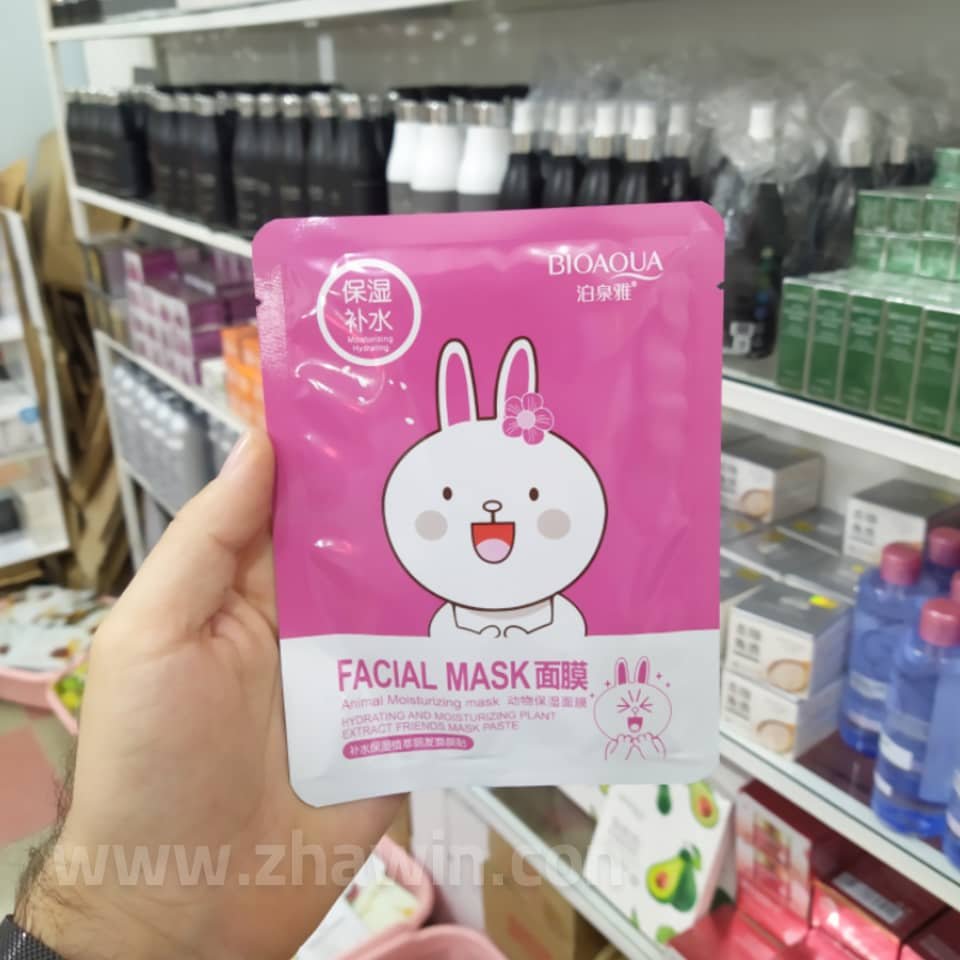 保湿
补水
Moisturizing
Hydrating
BIOAQUA
泊泉雅®
FACIAL MASK 面膜
Animal Moisturizing mask 动物保湿面膜
HYDRATING AND MOISTURIZING PLANT
EXTRACT FRIENDS MASK PASTE
www.zhawin.com